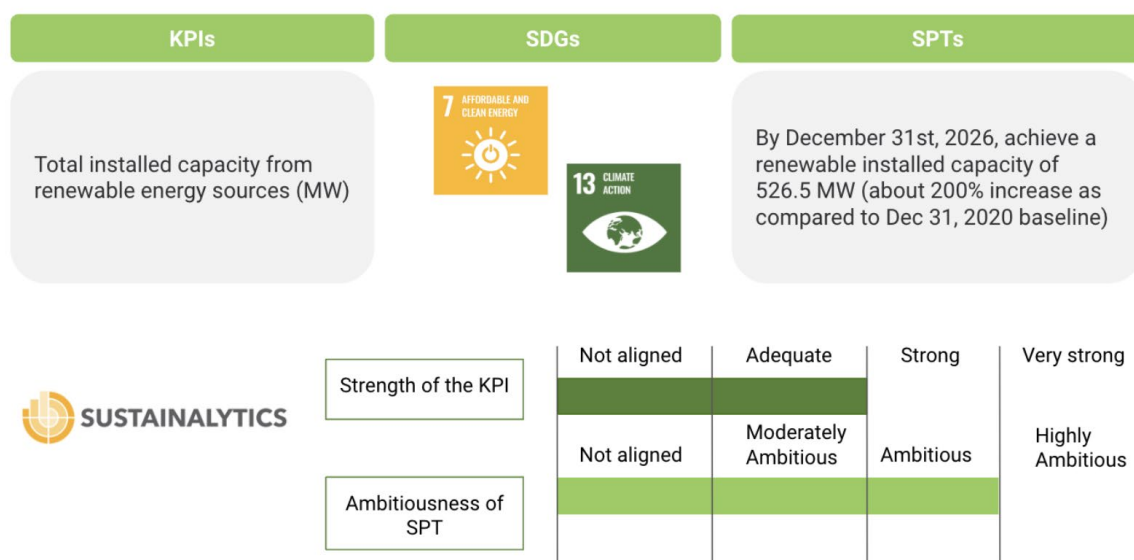 KPIs
SDGs
SPTs
Total installed capacity from
renewable energy sources (MW)
7 AFFORDABLE AND
CLEAN ENERGY
13 CLIMATE
ACTION
By December 31st, 2026, achieve a
renewable installed capacity of
526.5 MW (about 200% increase as
compared to Dec 31, 2020 baseline)
SUSTAINALYTICS
Strength of the KPI
Not aligned
Adequate
Strong
Very strong
Ambitiousness of
SPT
Not aligned
Moderately
Ambitious
Ambitious
Highly
Ambitious